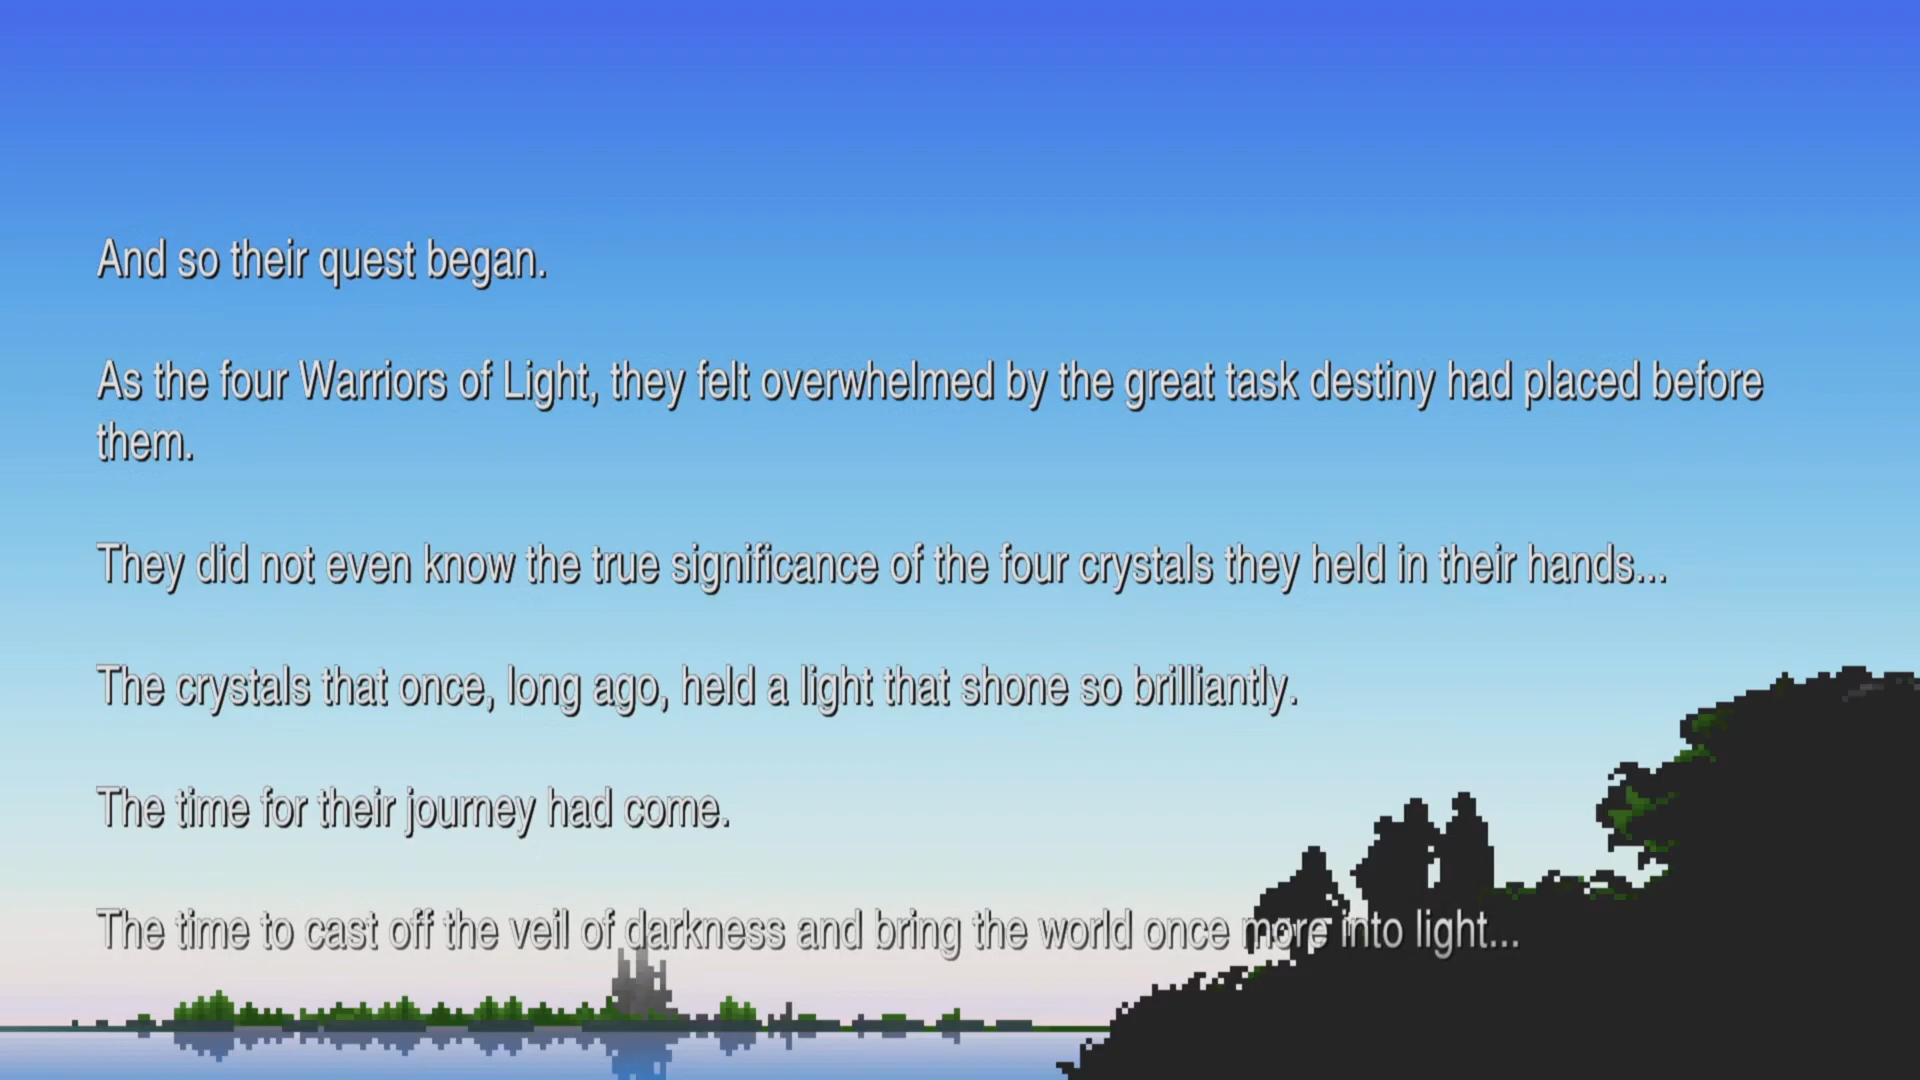 And so their quest began.
As the four Warriors of Light, they felt overwhelmed by the great task destiny had placed before
them.
They did not even know the true significance of the four crystals they held in their hands...
The crystals that once, long ago, held a light that shone so brilliantly.
The time for their journey had come.
The time to cast off the veil of darkness and bring the world once more into light...